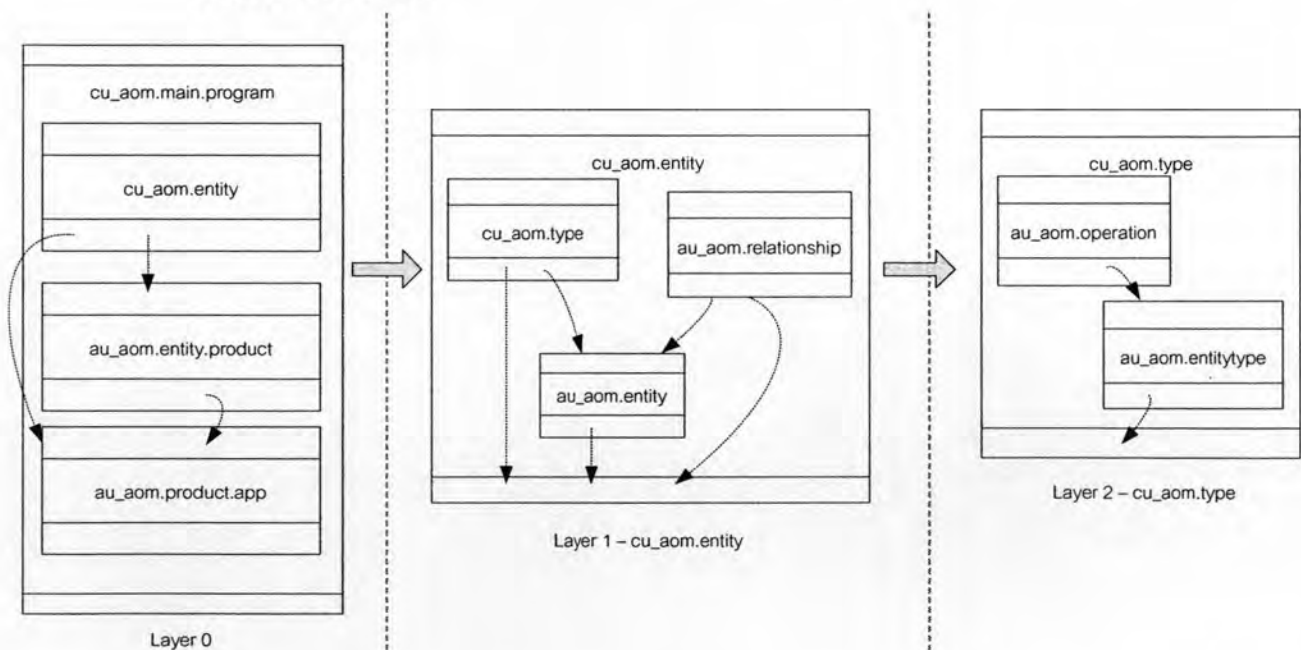 cu_aom.main.program
cu_aom.entity
au_aom.entity.product
au_aom.product.app
Layer 0
cu_aom.entity
cu_aom.type
au_aom.relationship
au_aom.entity
Layer 1 – cu_aom.entity
cu_aom.type
au_aom.operation
au_aom.entitytype
Layer 2 – cu_aom.type